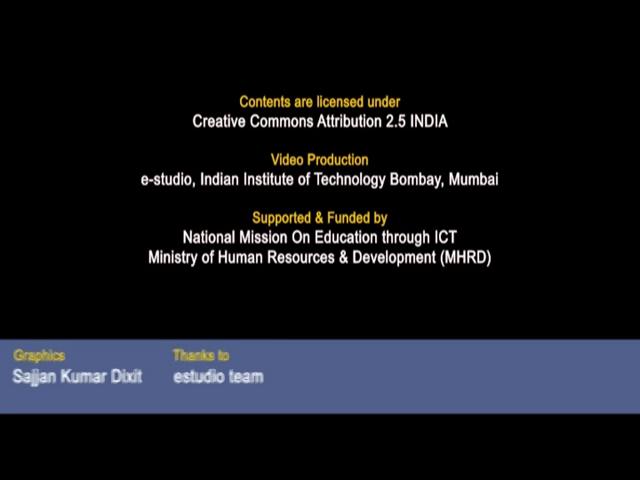 Contents are licensed under
Creative Commons Attribution 2.5 INDIA
Video Production
e-studio, Indian Institute of Technology Bombay, Mumbai
Supported & Funded by
National Mission On Education through ICT
Ministry of Human Resources & Development (MHRD)
Graphics
Sajjan Kumar Dixit
Thanks to
estudio team